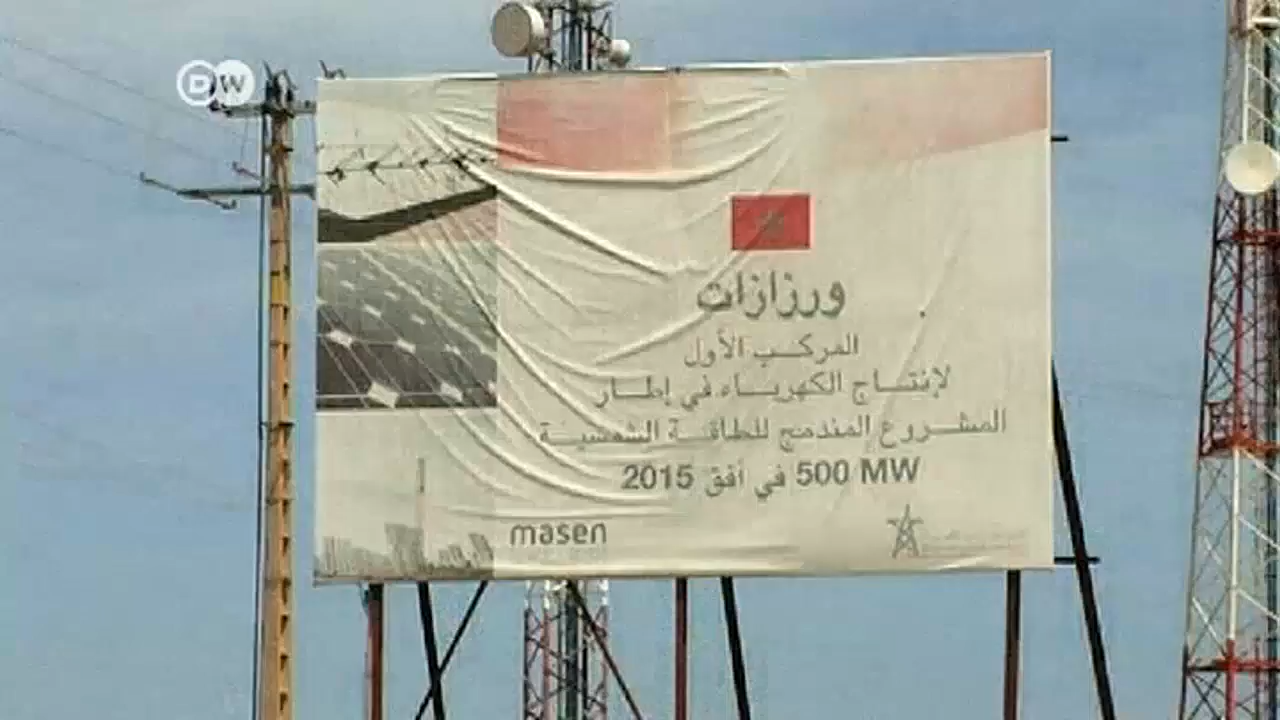 DW
ورزازات
المركب الأول
لإنتاج الكهرباء في إطار
المشروع المندمج للطاقة الشمسية
500 MW في أفق 2015
masen